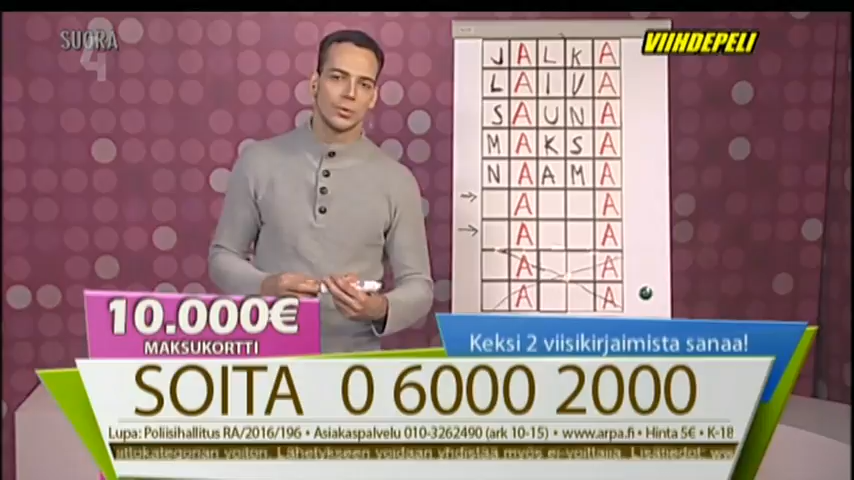 SUORA
4
VIIHDEPELI
JALKA
LAIVA
SAUNA
MAKSA
NAAMA
A A
A A
A A
A A
10.000€
MAKSUKORTTI
Keksi 2 viisikirjaimista sanaa!
SOITA 0 6000 2000
Lupa: Poliisihallitus RA/2016/196 • Asiakaspalvelu 010-3262490 (ark 10-15) • www.arpa.fi • Hinta 5€ • K-18
voiton. Lähetykseen voidaan yhdistää myös ei-voittajia. Lisätiedot